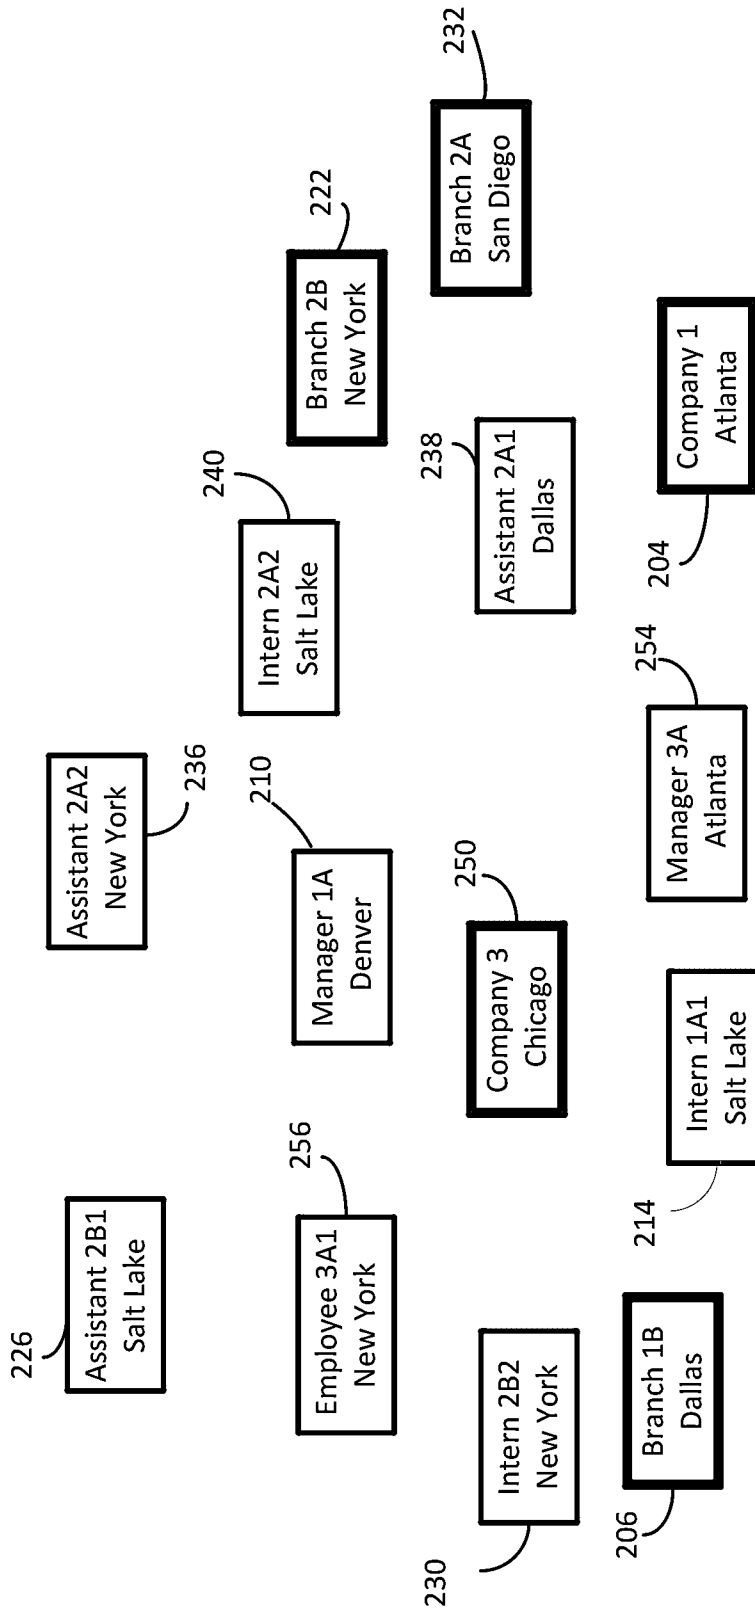 226
Assistant 2B1
Salt Lake
Assistant 2A2
New York
236
256
Employee 3A1
New York
210
Manager 1A
Denver
240
Intern 2A2
Salt Lake
222
Branch 2B
New York
230
Intern 2B2
New York
250
Company 3
Chicago
238
Assistant 2A1
Dallas
232
Branch 2A
San Diego
206
Branch 1B
Dallas
214
Intern 1A1
Salt Lake
254
Manager 3A
Atlanta
204
Company 1
Atlanta